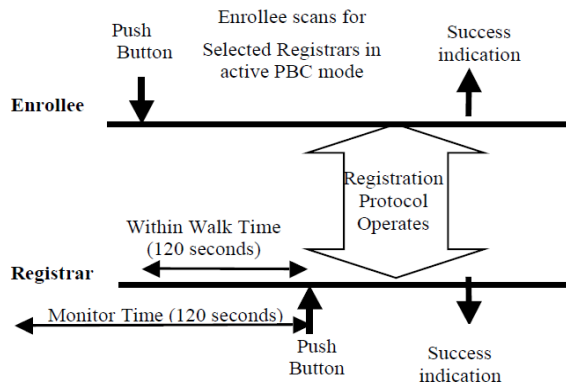 Push
Button
Enrollee scans for
Selected Registrars in
active PBC mode
Success
indication
Enrollee
Registration
Protocol
Operates
Within Walk Time
(120 seconds)
Registrar
Monitor Time (120 seconds)
Push
Button
Success
indication